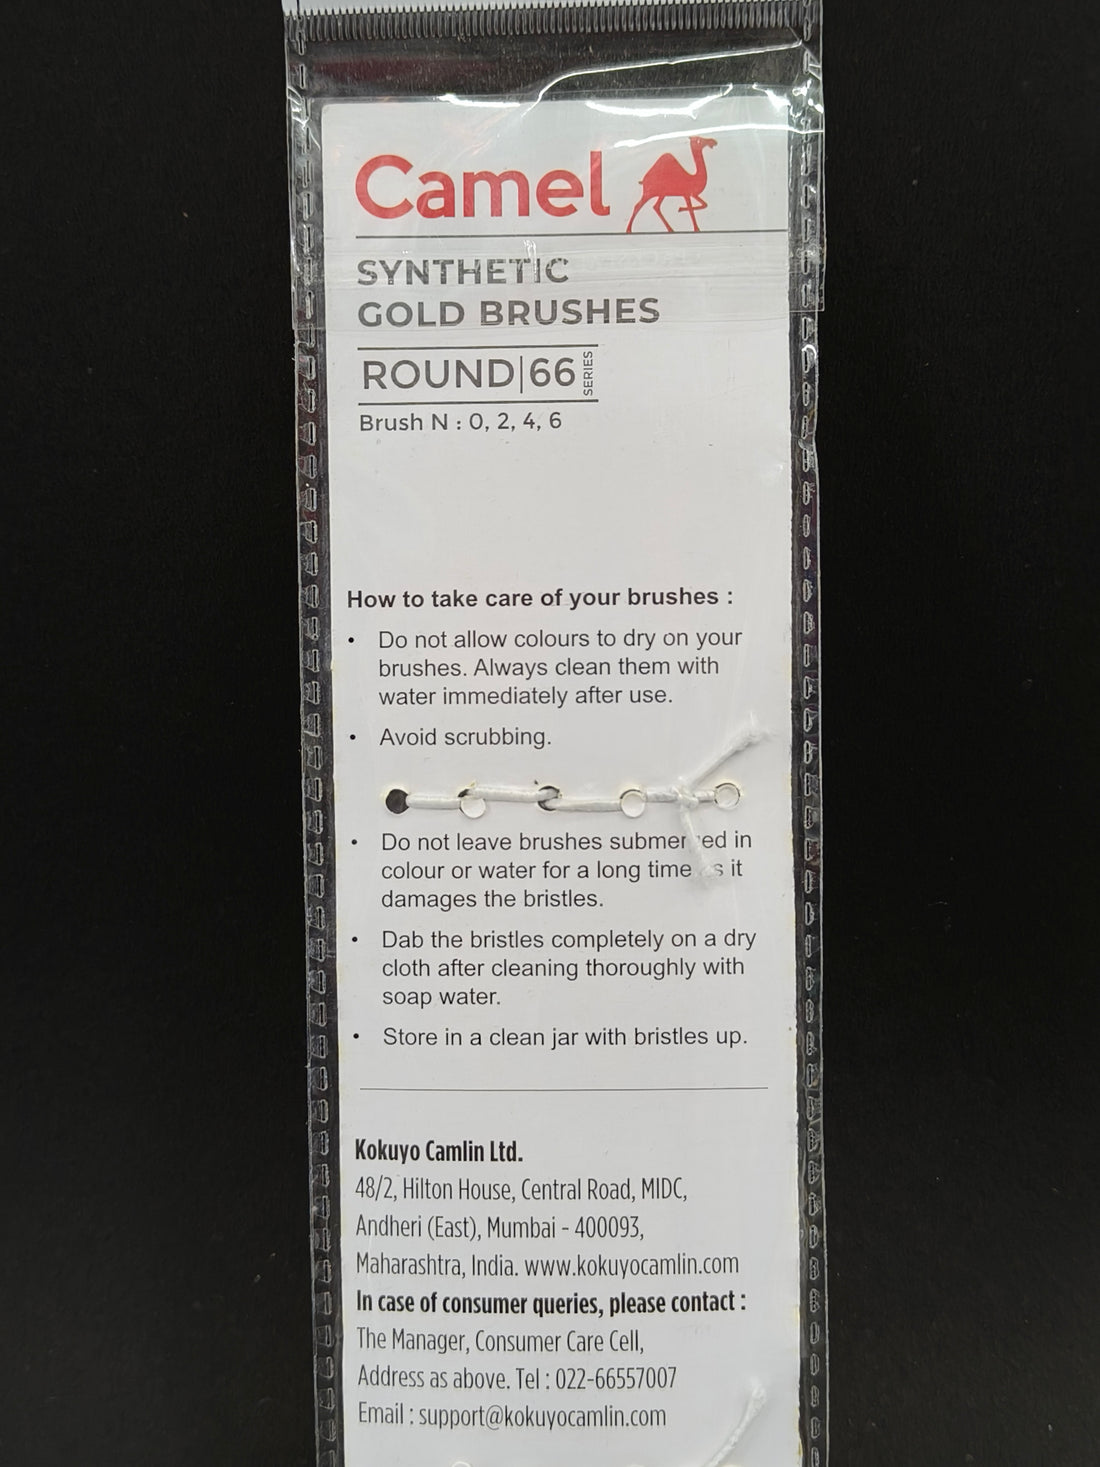 Camel
SYNTHETIC
GOLD BRUSHES
ROUND|66 SERIES
Brush N : 0, 2, 4, 6
How to take care of your brushes :
• Do not allow colours to dry on your
brushes. Always clean them with
water immediately after use.
• Avoid scrubbing.
• Do not leave brushes submerged in
colour or water for a long time as it
damages the bristles.
• Dab the bristles completely on a dry
cloth after cleaning thoroughly with
soap water.
• Store in a clean jar with bristles up.
Kokuyo Camlin Ltd.
48/2, Hilton House, Central Road, MIDC,
Andheri (East), Mumbai - 400093,
Maharashtra, India. www.kokuyocamlin.com
In case of consumer queries, please contact :
The Manager, Consumer Care Cell,
Address as above. Tel : 022-66557007
Email : support@kokuyocamlin.com